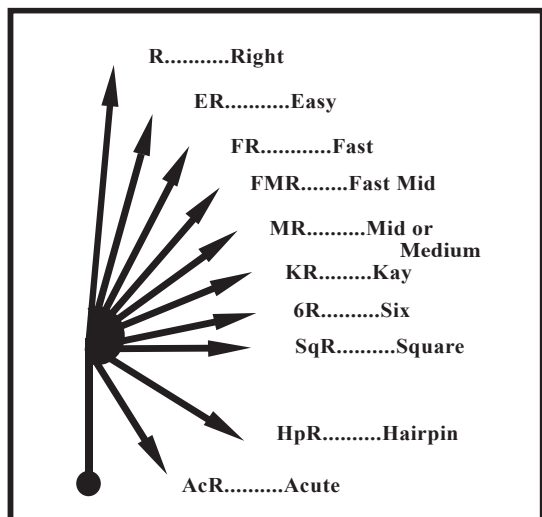 R...........Right
ER...........Easy
FR............Fast
FMR........Fast Mid
MR..........Mid or
Medium
KR.........Kay
6R..........Six
SqR..........Square
HpR..........Hairpin
AcR..........Acute